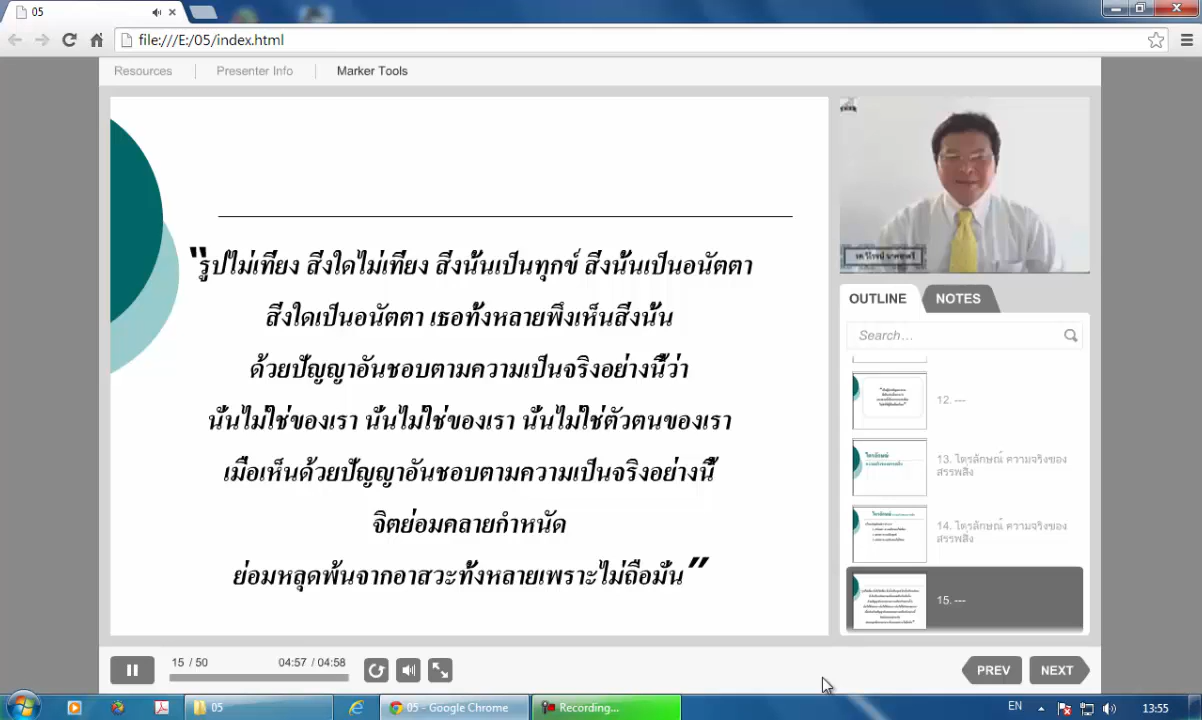 05
file:///E:/05/index.html
Resources
Presenter Info
Marker Tools
“รูปไม่เที่ยง สิ่งใดไม่เที่ยง สิ่งนั้นเป็นทุกข์ สิ่งนั้นเป็นอนัตตา
สิ่งใดเป็นอนัตตา เธอทั้งหลายพึงเห็นสิ่งนั้น
ด้วยปัญญาอันชอบตามความเป็นจริงอย่างนี้ว่า
นั่นไม่ใช่ของเรา นั่นไม่ใช่ของเรา นั่นไม่ใช่ตัวตนของเรา
เมื่อเห็นด้วยปัญญาอันชอบตามความเป็นจริงอย่างนี้
จิตย่อมคลายกำหนัด
ย่อมหลุดพ้นจากอาสวะทั้งหลายเพราะไม่ถือมั่น”
OUTLINE
NOTES
Search...
12. ---
13. ไตรลักษณ์ ความจริงของ
สรรพสิ่ง
14. ไตรลักษณ์ ความจริงของ
สรรพสิ่ง
15. ---
15 / 50
04:57 / 04:58
PREV
NEXT
05
05 - Google Chrome
Recording...
EN
13:55